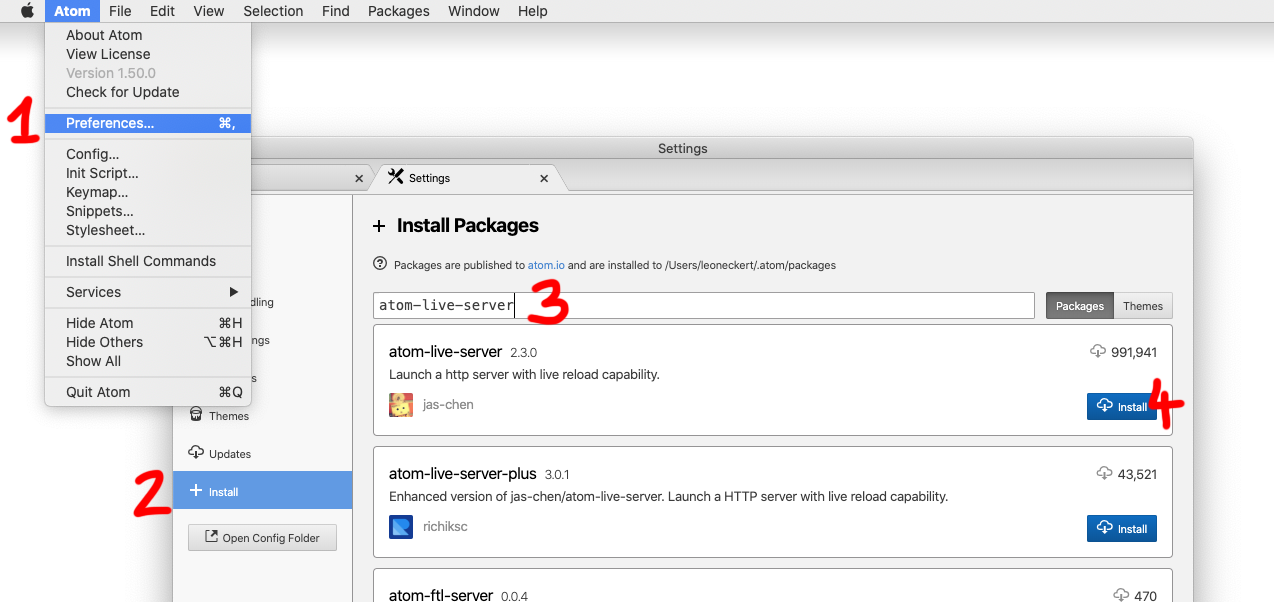 Atom File Edit View Selection Find Packages Window Help
About Atom
View License
Version 1.50.0
Check for Update
1
Preferences... ⌘,
Config...
Init Script...
Keymap...
Snippets...
Stylesheet...
Install Shell Commands
Services ▶
Hide Atom ⌘H
Hide Others ⌥⌘H
Show All
Quit Atom ⌘Q
Settings
× Settings ×
+ Install Packages
Packages are published to atom.io and are installed to /Users/leoneckert/.atom/packages
atom-live-server 3 Packages Themes
atom-live-server 2.3.0 991,941
Launch a http server with live reload capability.
jas-chen
Install 4
atom-live-server-plus 3.0.1 43,521
Enhanced version of jas-chen/atom-live-server. Launch a HTTP server with live reload capability.
richiksc
Install
atom-ftl-server 0.0.4 470
Themes
Updates
2 + Install
Open Config Folder